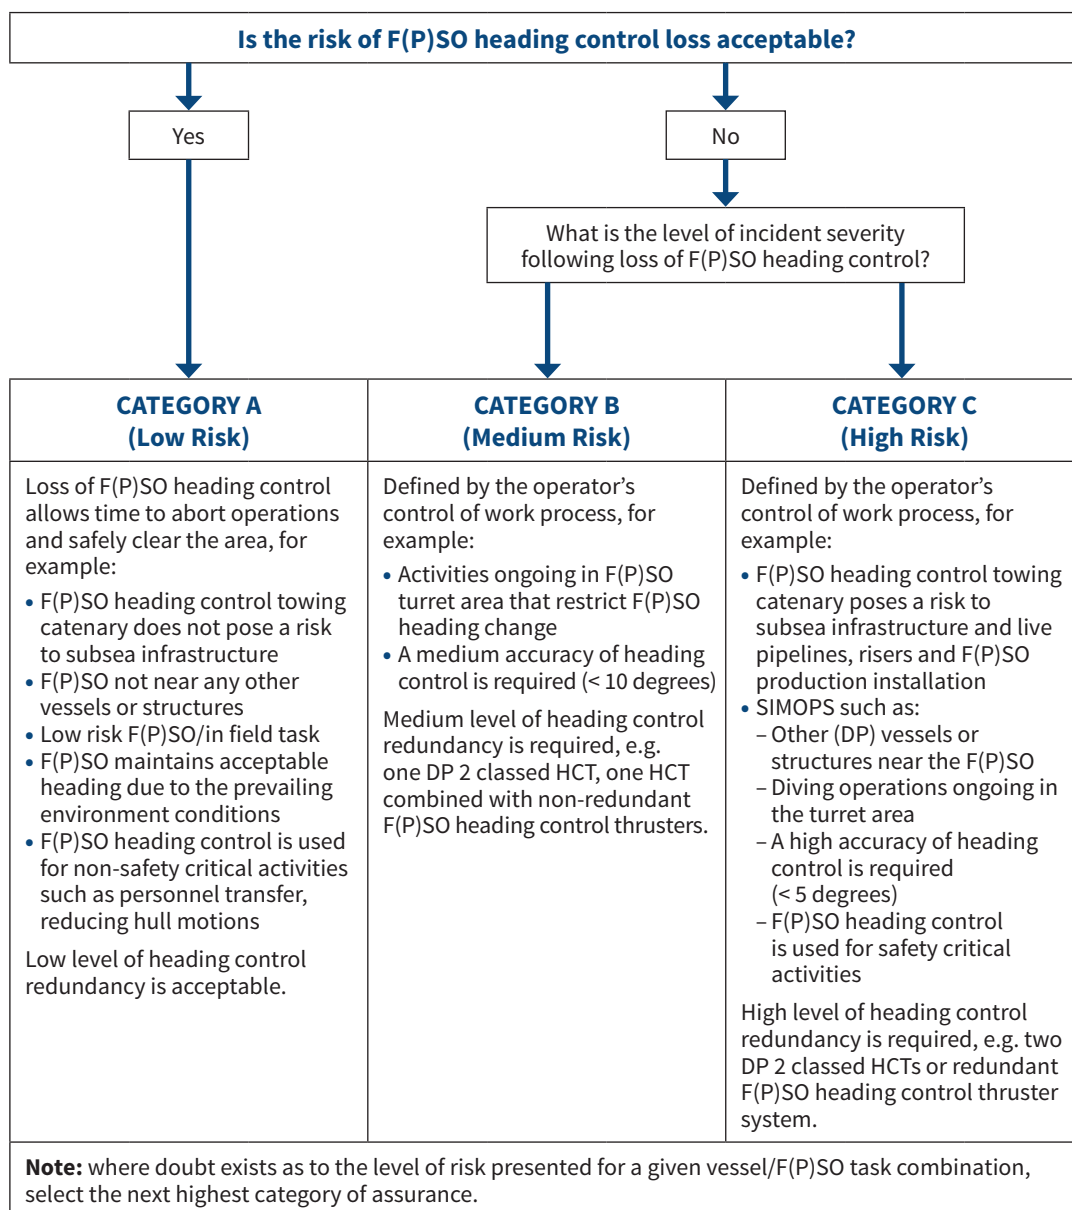 Is the risk of F(P)SO heading control loss acceptable?
Yes
No
What is the level of incident severity
following loss of F(P)SO heading control?
CATEGORY A
(Low Risk)
CATEGORY B
(Medium Risk)
CATEGORY C
(High Risk)
Loss of F(P)SO heading control
allows time to abort operations
and safely clear the area, for
example:
• F(P)SO heading control towing
catenary does not pose a risk
to subsea infrastructure
• F(P)SO not near any other
vessels or structures
• Low risk F(P)SO/in field task
• F(P)SO maintains acceptable
heading due to the prevailing
environment conditions
• F(P)SO heading control is used
for non-safety critical activities
such as personnel transfer,
reducing hull motions
Low level of heading control
redundancy is acceptable.
Defined by the operator’s
control of work process, for
example:
• Activities ongoing in F(P)SO
turret area that restrict F(P)SO
heading change
• A medium accuracy of heading
control is required (< 10 degrees)
Medium level of heading control
redundancy is required, e.g.
one DP 2 classed HCT, one HCT
combined with non-redundant
F(P)SO heading control thrusters.
Defined by the operator’s
control of work process, for
example:
• F(P)SO heading control towing
catenary poses a risk to
subsea infrastructure and live
pipelines, risers and F(P)SO
production installation
• SIMOPS such as:
– Other (DP) vessels or
structures near the F(P)SO
– Diving operations ongoing in
the turret area
– A high accuracy of heading
control is required
(< 5 degrees)
– F(P)SO heading control
is used for safety critical
activities
High level of heading control
redundancy is required, e.g. two
DP 2 classed HCTs or redundant
F(P)SO heading control thruster
system.
Note: where doubt exists as to the level of risk presented for a given vessel/F(P)SO task combination,
select the next highest category of assurance.